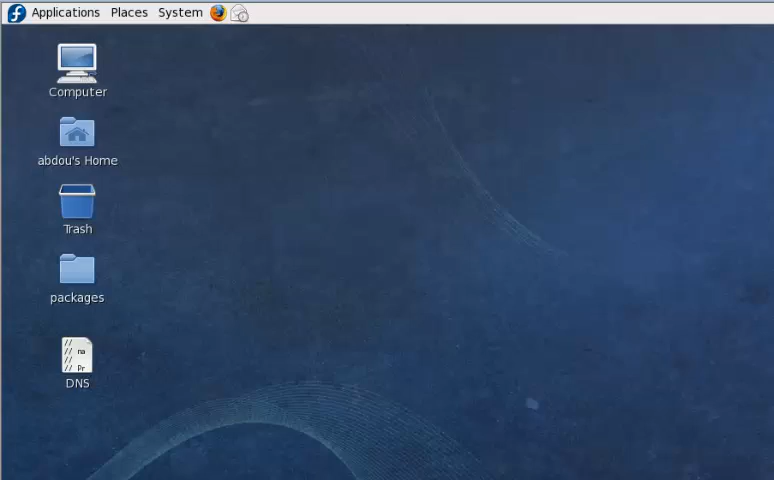 Applications Places System
Computer
abdou's Home
Trash
packages
//
// na
//
// Pr
DNS